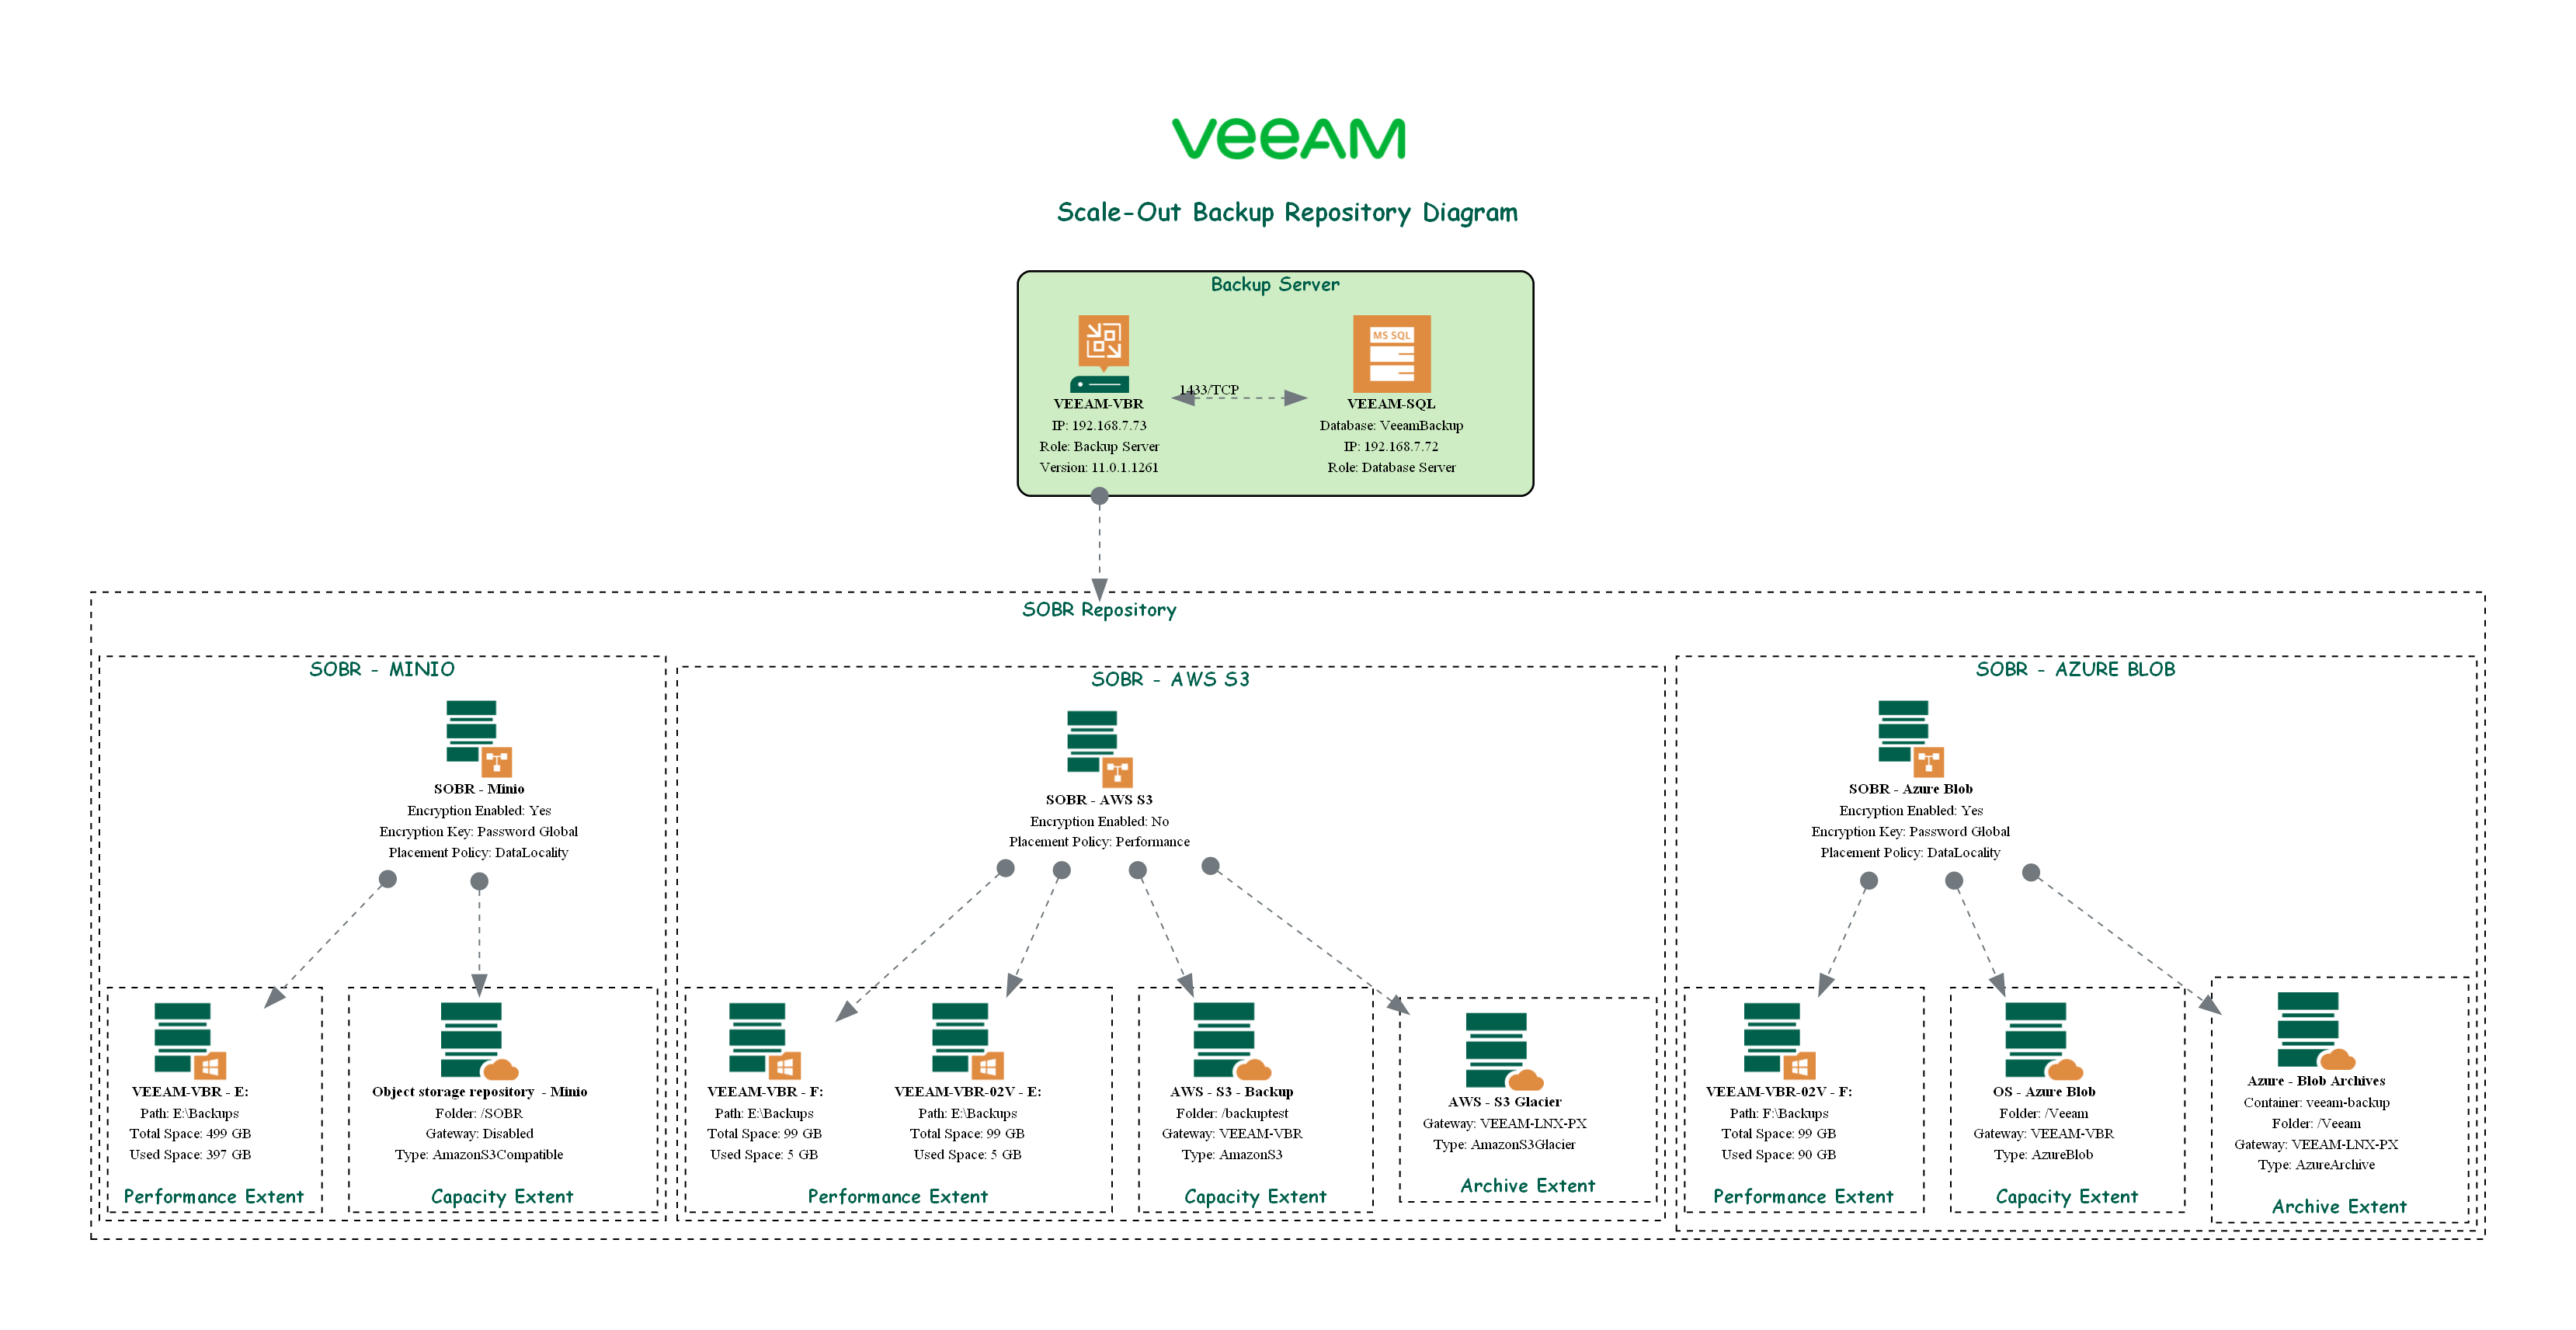 veeAM
Scale-Out Backup Repository Diagram
Backup Server
MS SQL
1433/TCP
VEEAM-VBR
IP: 192.168.7.73
Role: Backup Server
Version: 11.0.1.1261
VEEAM-SQL
Database: VeeamBackup
IP: 192.168.7.72
Role: Database Server
SOBR Repository
SOBR - MINIO
SOBR - Minio
Encryption Enabled: Yes
Encryption Key: Password Global
Placement Policy: DataLocality
VEEAM-VBR - E:
Path: E:\Backups
Total Space: 499 GB
Used Space: 397 GB
Performance Extent
Object storage repository - Minio
Folder: /SOBR
Gateway: Disabled
Type: AmazonS3Compatible
Capacity Extent
SOBR - AWS S3
SOBR - AWS S3
Encryption Enabled: No
Placement Policy: Performance
VEEAM-VBR - F:
Path: E:\Backups
Total Space: 99 GB
Used Space: 5 GB
VEEAM-VBR-02V - E:
Path: E:\Backups
Total Space: 99 GB
Used Space: 5 GB
Performance Extent
AWS - S3 - Backup
Folder: /backuptest
Gateway: VEEAM-VBR
Type: AmazonS3
Capacity Extent
AWS - S3 Glacier
Gateway: VEEAM-LNX-PX
Type: AmazonS3Glacier
Archive Extent
SOBR - AZURE BLOB
SOBR - Azure Blob
Encryption Enabled: Yes
Encryption Key: Password Global
Placement Policy: DataLocality
VEEAM-VBR-02V - F:
Path: F:\Backups
Total Space: 99 GB
Used Space: 90 GB
Performance Extent
OS - Azure Blob
Folder: /Veeam
Gateway: VEEAM-VBR
Type: AzureBlob
Capacity Extent
Azure - Blob Archives
Container: veeam-backup
Folder: /Veeam
Gateway: VEEAM-LNX-PX
Type: AzureArchive
Archive Extent